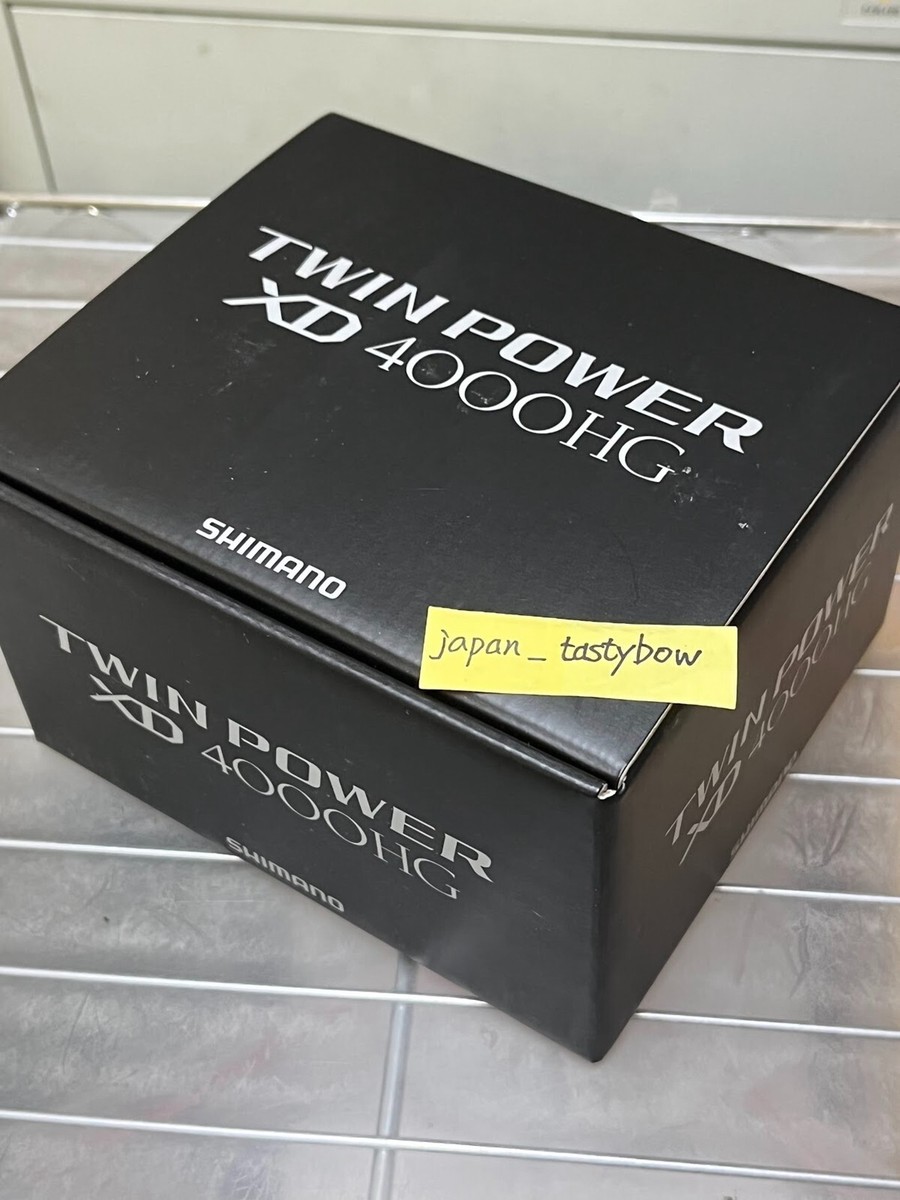 TWIN POWER
XD 4000HG
SHIMANO
japan_tastybow
TWIN POWER
XD 4000HG
SHIMANO
TWIN POWER
XD 4000HG
SHIMANO